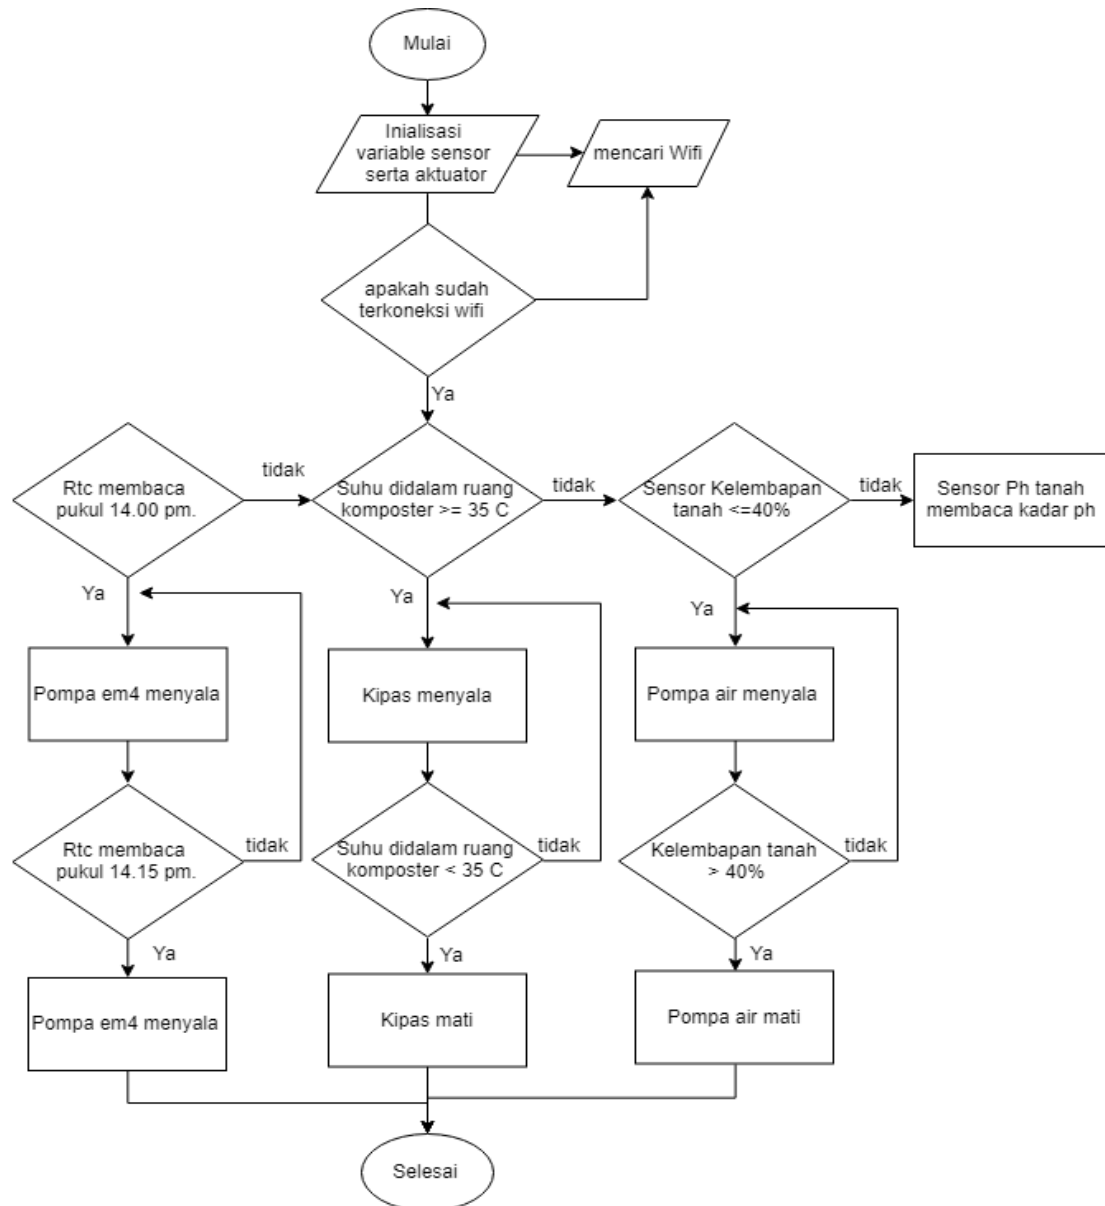 Mulai
Inialisasi
variable sensor
serta aktuator
mencari Wifi
apakah sudah
terkoneksi wifi
Ya
Rtc membaca
pukul 14.00 pm.
tidak
Suhu didalam ruang
komposter >= 35 C
tidak
Sensor Kelembapan
tanah <=40%
tidak
Sensor Ph tanah
membaca kadar ph
Ya
Ya
Ya
Pompa em4 menyala
Kipas menyala
Pompa air menyala
Rtc membaca
pukul 14.15 pm.
tidak
Suhu didalam ruang
komposter < 35 C
tidak
Kelembapan tanah
> 40%
tidak
Ya
Ya
Ya
Pompa em4 menyala
Kipas mati
Pompa air mati
Selesai